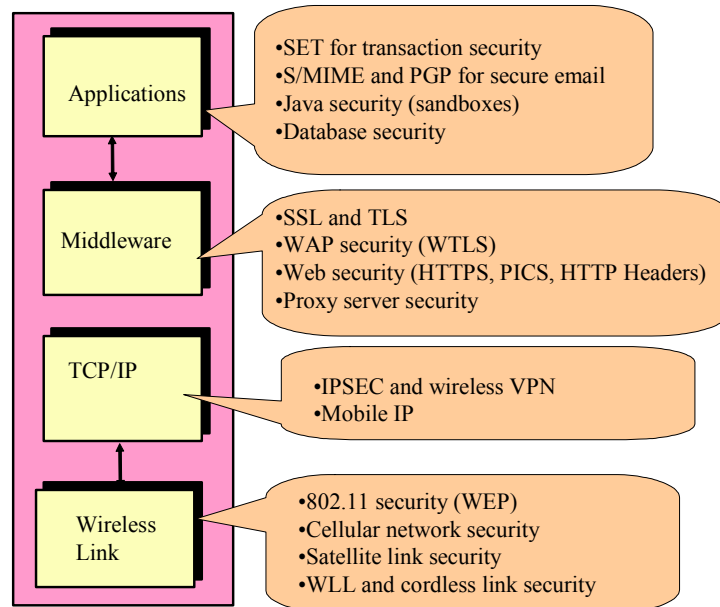 Applications
•SET for transaction security
•S/MIME and PGP for secure email
•Java security (sandboxes)
•Database security
Middleware
•SSL and TLS
•WAP security (WTLS)
•Web security (HTTPS, PICS, HTTP Headers)
•Proxy server security
TCP/IP
•IPSEC and wireless VPN
•Mobile IP
Wireless
Link
•802.11 security (WEP)
•Cellular network security
•Satellite link security
•WLL and cordless link security